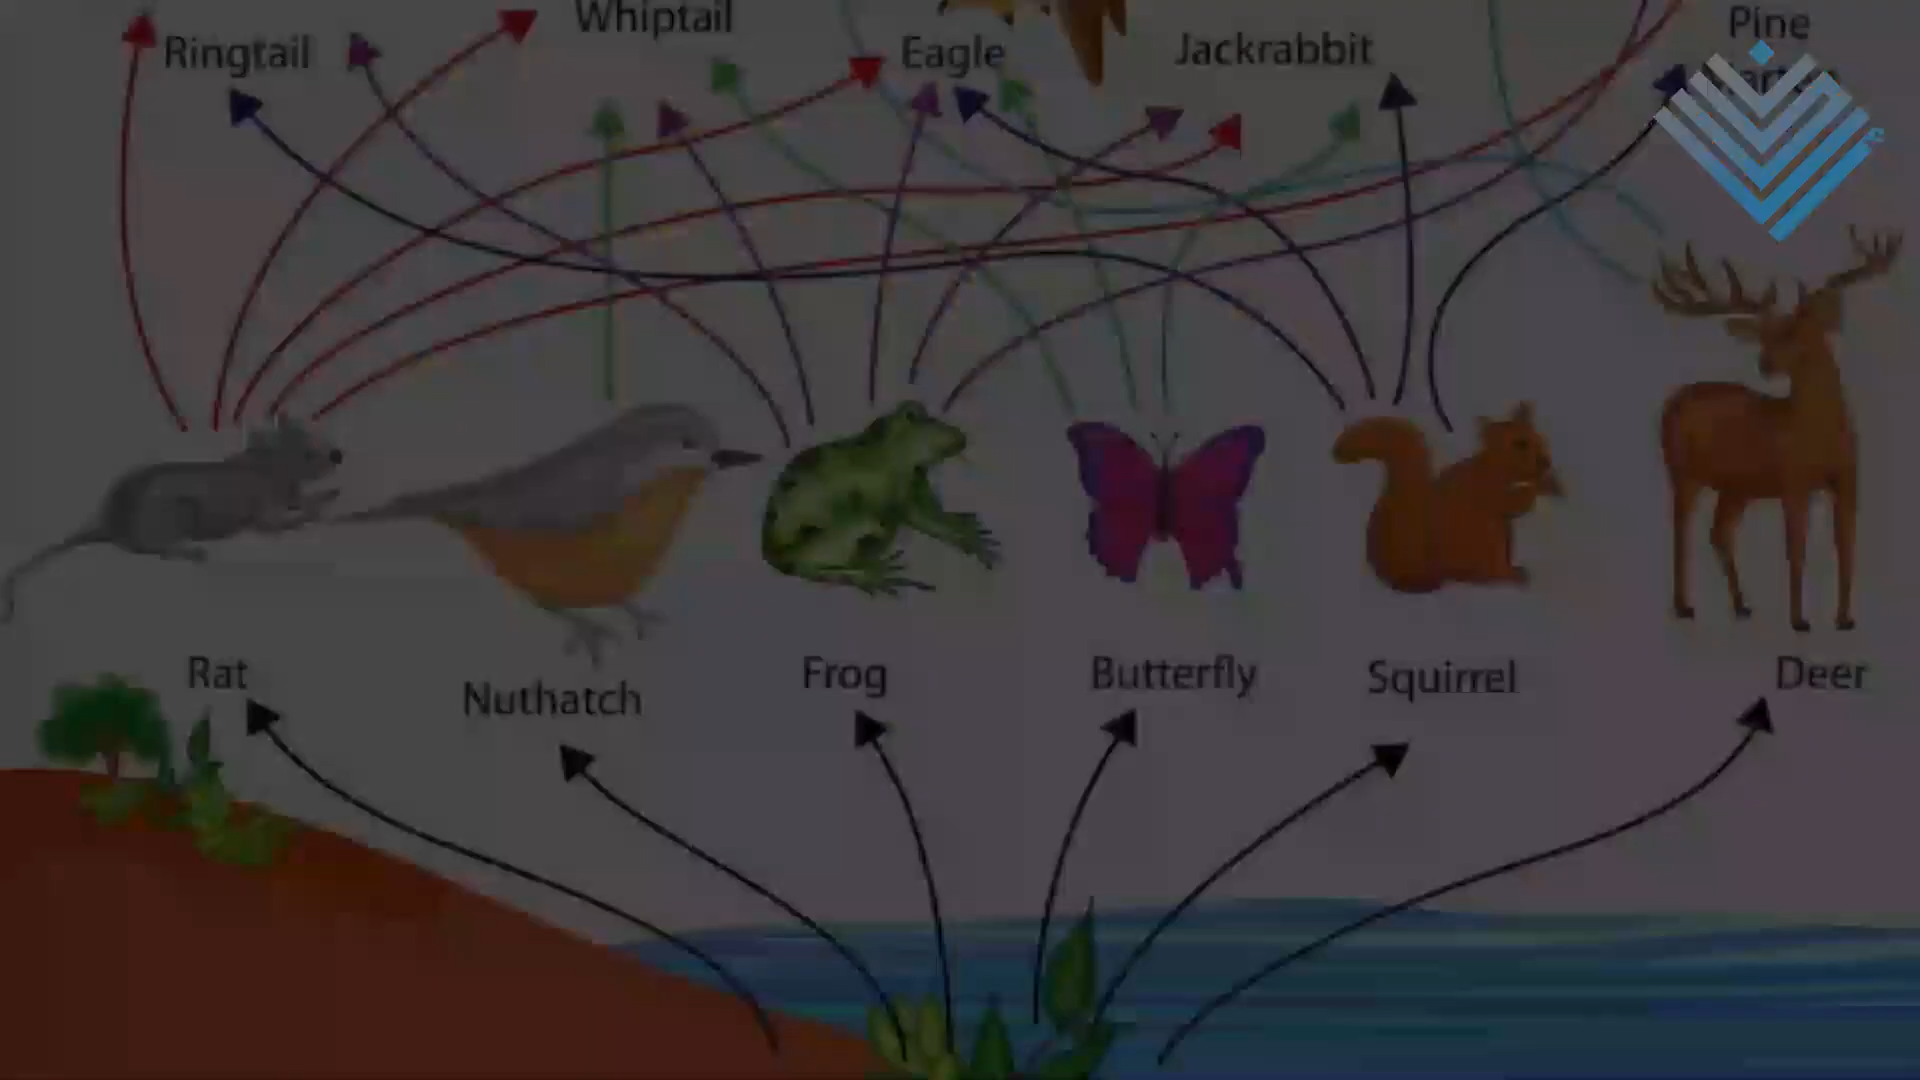 Whiptail
Pine
Ringtail
Eagle
Jackrabbit
Rat
Nuthatch
Frog
Butterfly
Squirrel
Deer